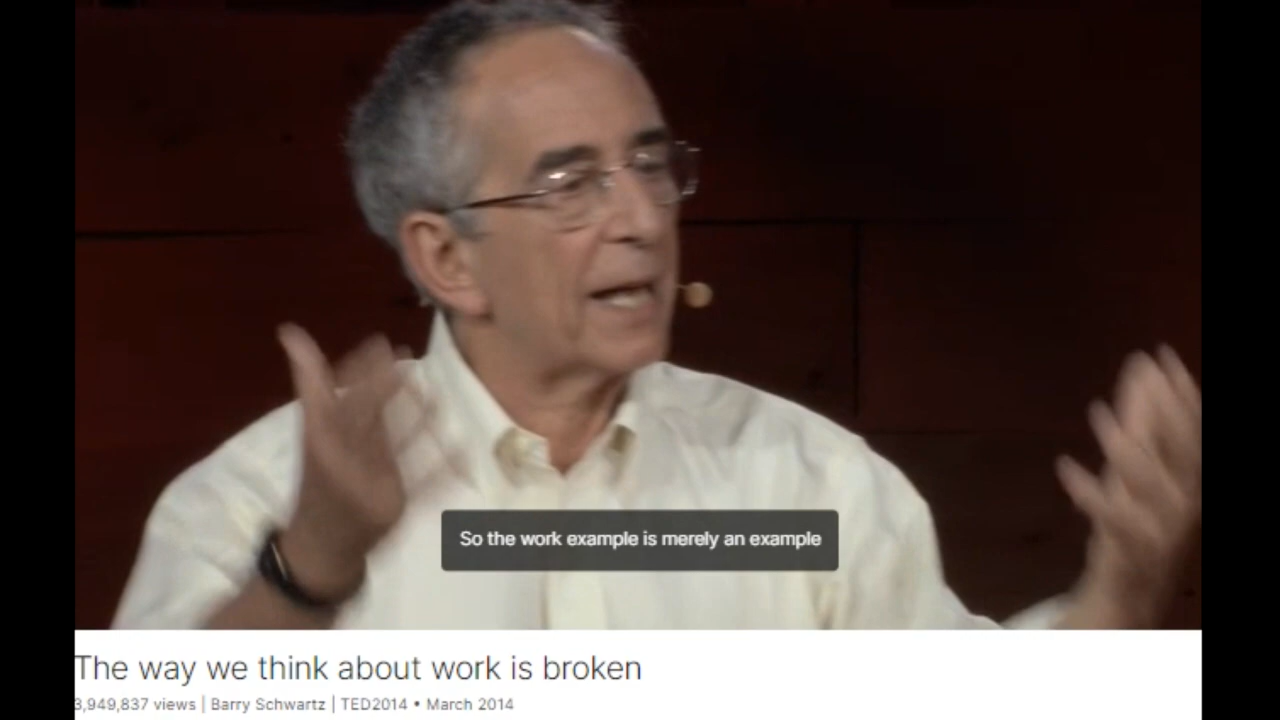 So the work example is merely an example
The way we think about work is broken
3,949,837 views | Barry Schwartz | TED2014 • March 2014